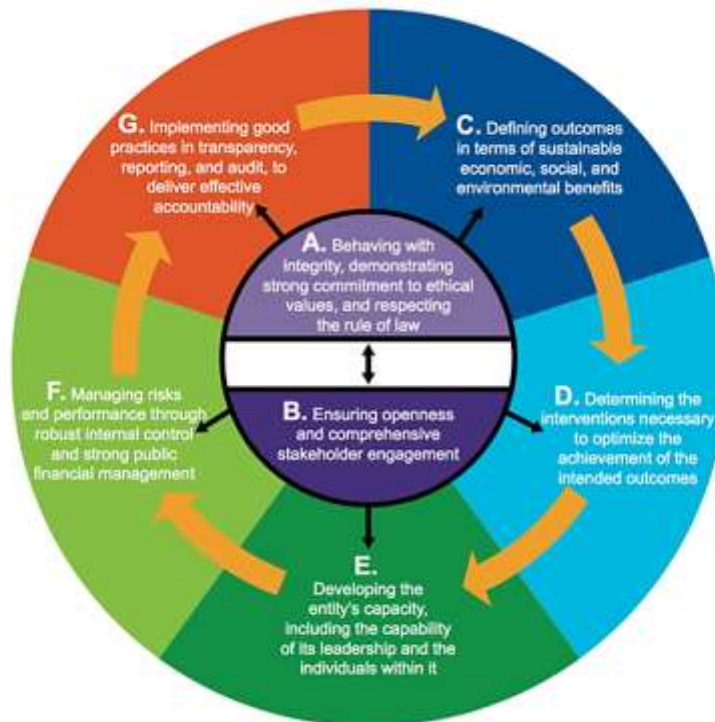 A. Behaving with
integrity, demonstrating
strong commitment to ethical
values, and respecting
the rule of law
B. Ensuring openness
and comprehensive
stakeholder engagement
C. Defining outcomes
in terms of sustainable
economic, social, and
environmental benefits
D. Determining the
interventions necessary
to optimize the
achievement of the
intended outcomes
E.
Developing the
entity's capacity,
including the capability
of its leadership and the
individuals within it
F. Managing risks
and performance through
robust internal control
and strong public
financial management
G. Implementing good
practices in transparency,
reporting, and audit, to
deliver effective
accountability